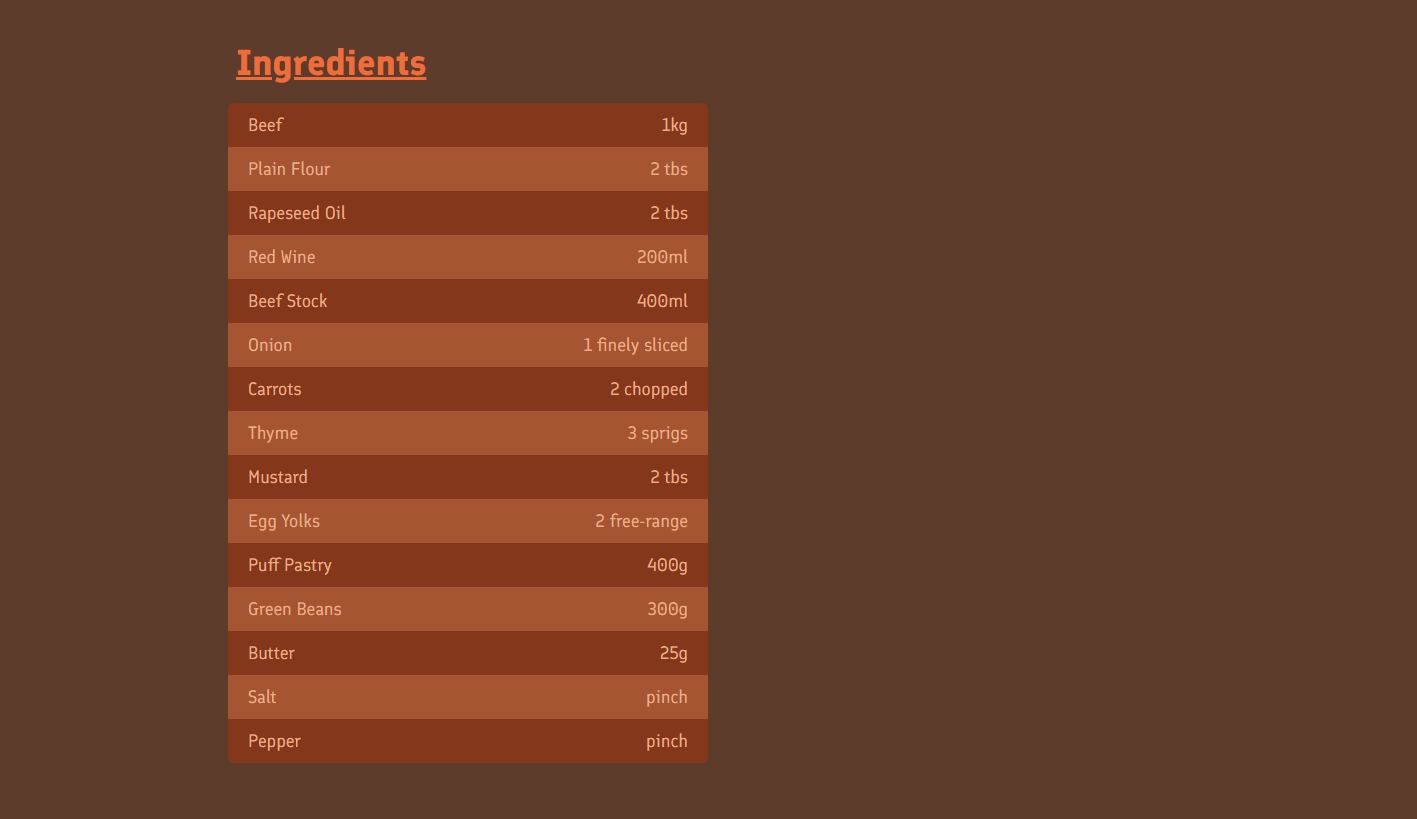 Ingredients
Beef 1kg
Plain Flour 2 tbs
Rapeseed Oil 2 tbs
Red Wine 200ml
Beef Stock 400ml
Onion 1 finely sliced
Carrots 2 chopped
Thyme 3 sprigs
Mustard 2 tbs
Egg Yolks 2 free-range
Puff Pastry 400g
Green Beans 300g
Butter 25g
Salt pinch
Pepper pinch